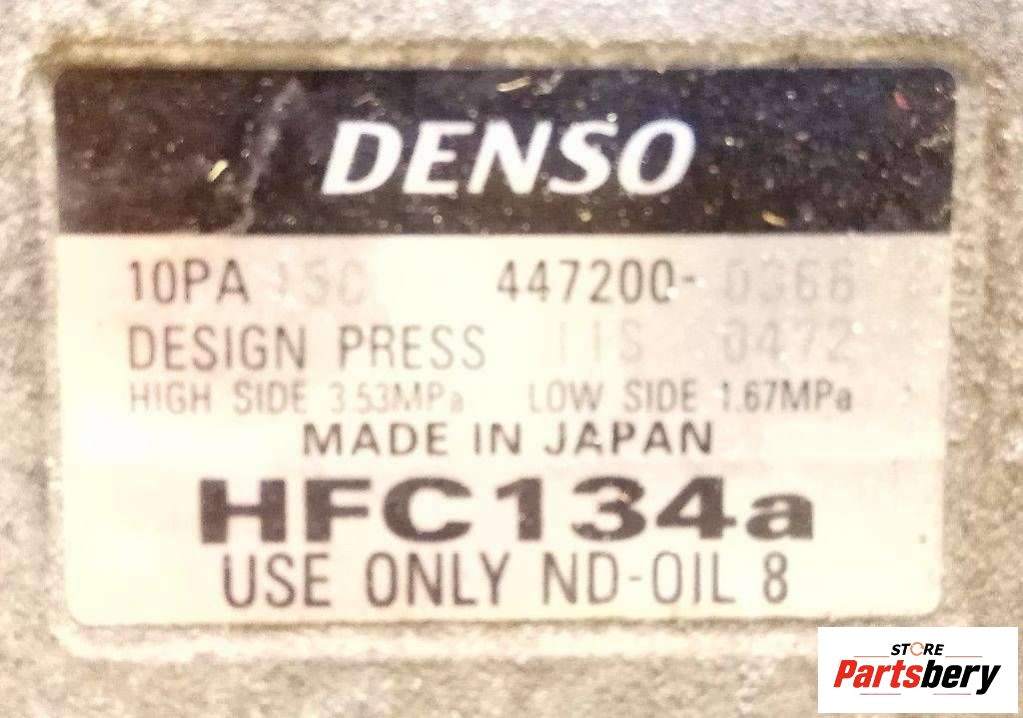 DENSO
10PA 15C 447200-0366
DESIGN PRESS 11S 0472
HIGH SIDE 3.53MPa LOW SIDE 1.67MPa
MADE IN JAPAN
HFC134a
USE ONLY ND-OIL 8
STORE
Partsbery